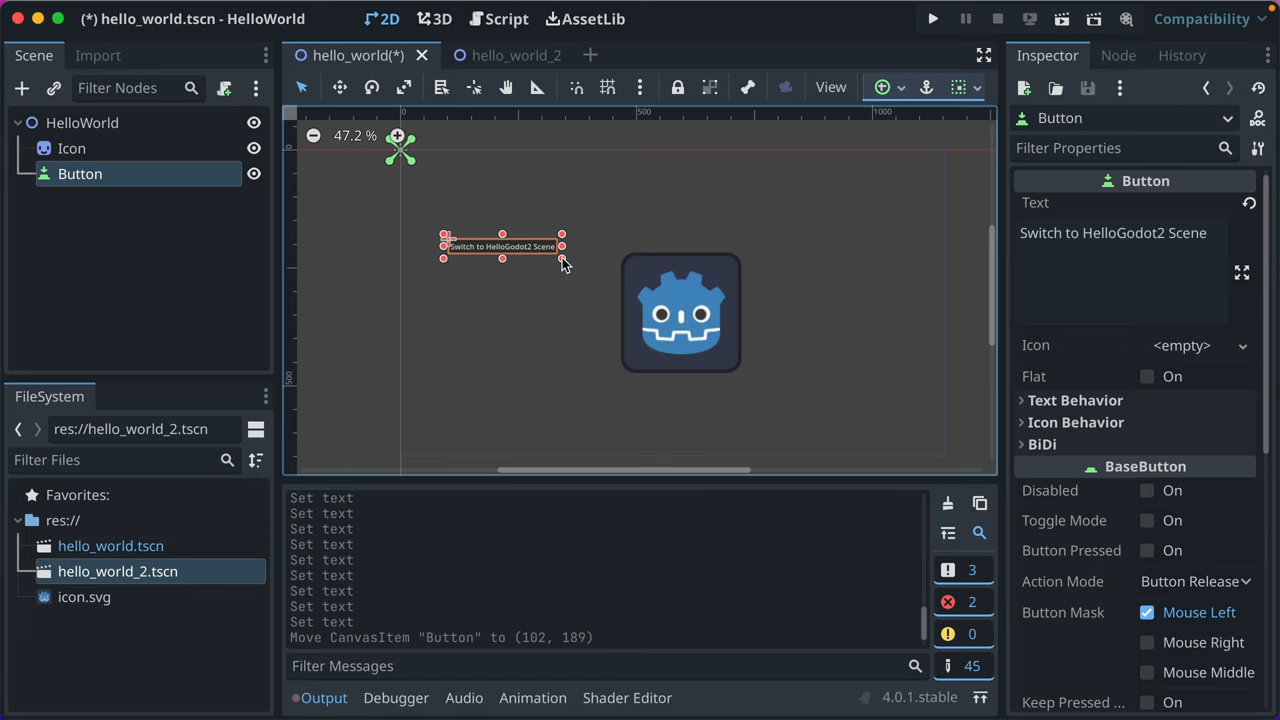 (*) hello_world.tscn - HelloWorld
2D
3D
Script
AssetLib
Compatibility
Scene
Import
Filter Nodes
HelloWorld
Icon
Button
FileSystem
res://hello_world_2.tscn
Filter Files
Favorites:
res://
hello_world.tscn
hello_world_2.tscn
icon.svg
hello_world(*)
hello_world_2
View
0
500
1000
47.2 %
0
500
Switch to HelloGodot2 Scene
Set text
Set text
Set text
Set text
Set text
Set text
Set text
Set text
Set text
Move CanvasItem "Button" to (102, 189)
3
2
0
45
Filter Messages
Output
Debugger
Audio
Animation
Shader Editor
4.0.1.stable
Inspector
Node
History
Button
Filter Properties
Button
Text
Switch to HelloGodot2 Scene
Icon
<empty>
Flat
On
Text Behavior
Icon Behavior
BiDi
BaseButton
Disabled
On
Toggle Mode
On
Button Pressed
On
Action Mode
Button Release
Button Mask
Mouse Left
Mouse Right
Mouse Middle
Keep Pressed ...
On